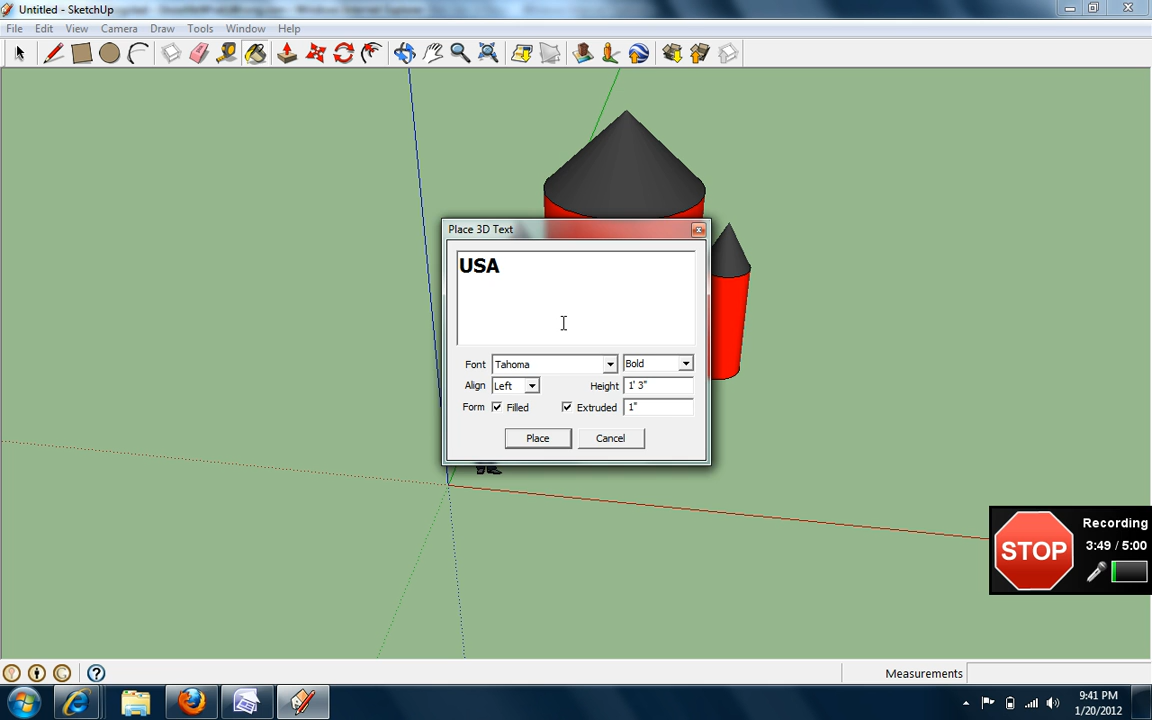 Untitled - SketchUp
File Edit View Camera Draw Tools Window Help
Place 3D Text
USA
Font Tahoma Bold
Align Left Height 1' 3"
Form Filled Extruded 1"
Place Cancel
Recording
STOP
3:49 / 5:00
Measurements
9:41 PM
1/20/2012